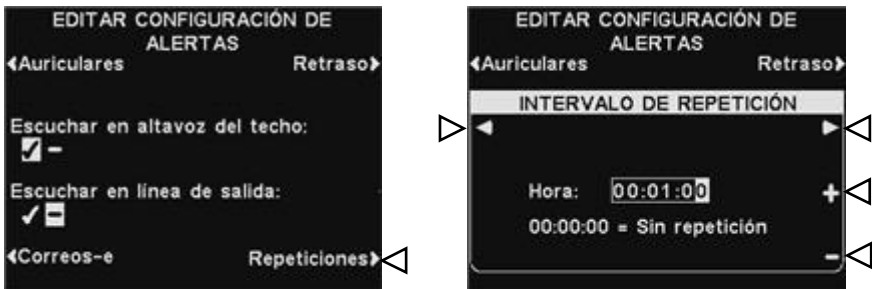 EDITAR CONFIGURACIÓN DE
ALERTAS
Auriculares Retraso
Escuchar en altavoz del techo:
✓ –
Escuchar en línea de salida:
✓ –
Correos-e Repeticiones
EDITAR CONFIGURACIÓN DE
ALERTAS
Auriculares Retraso
INTERVALO DE REPETICIÓN
Hora: 00:01:00 +
00:00:00 = Sin repetición
–